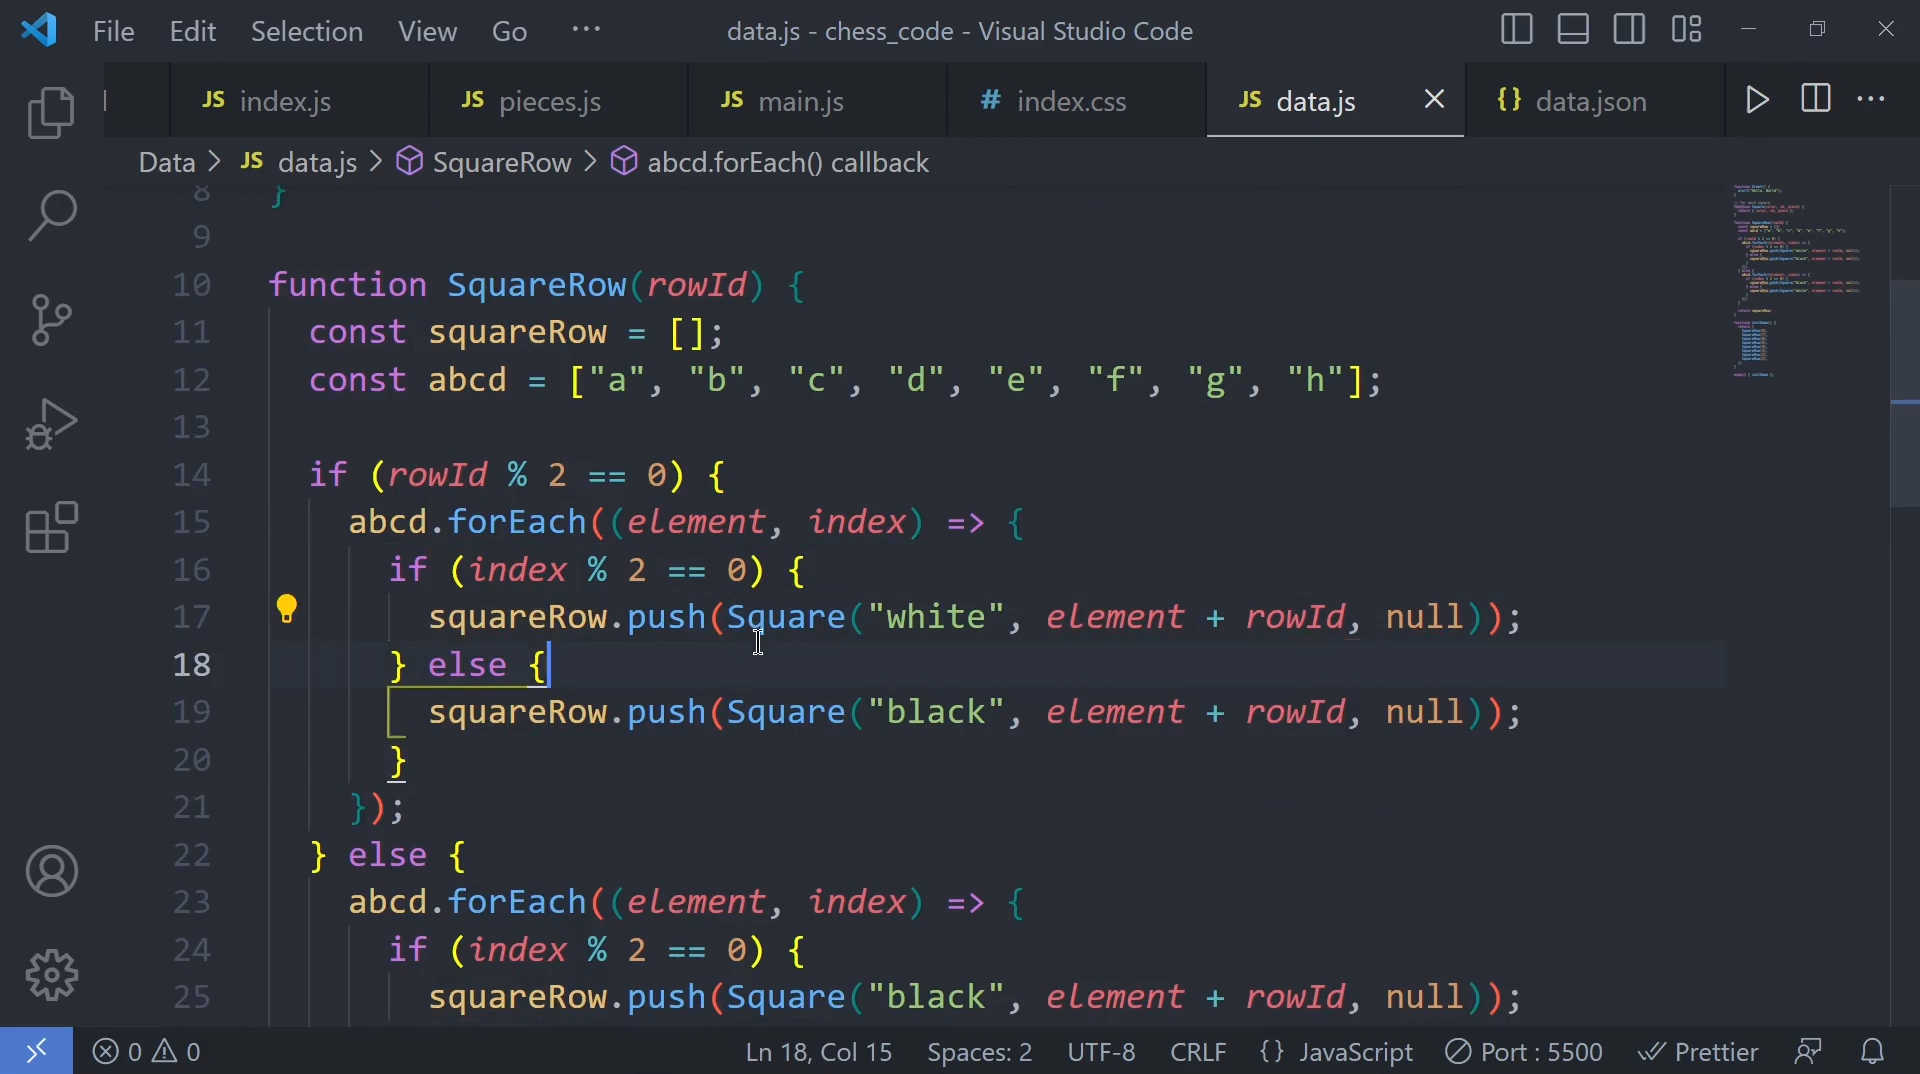 File Edit Selection View Go ··· data.js - chess_code - Visual Studio Code
JS index.js JS pieces.js JS main.js # index.css JS data.js {} data.json
Data > JS data.js > SquareRow > abcd.forEach() callback
8 }
9
10 function SquareRow(rowId) {
11 const squareRow = [];
12 const abcd = ["a", "b", "c", "d", "e", "f", "g", "h"];
13
14 if (rowId % 2 == 0) {
15 abcd.forEach((element, index) => {
16 if (index % 2 == 0) {
17 squareRow.push(Square("white", element + rowId, null));
18 } else {
19 squareRow.push(Square("black", element + rowId, null));
20 }
21 });
22 } else {
23 abcd.forEach((element, index) => {
24 if (index % 2 == 0) {
25 squareRow.push(Square("black", element + rowId, null));
0 0 Ln 18, Col 15 Spaces: 2 UTF-8 CRLF {} JavaScript Port : 5500 Prettier